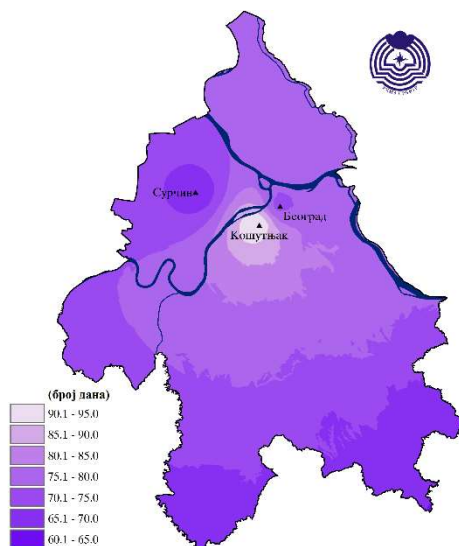 Сурчин
Београд
Кошутњак
(број дана)
90.1 - 95.0
85.1 - 90.0
80.1 - 85.0
75.1 - 80.0
70.1 - 75.0
65.1 - 70.0
60.1 - 65.0